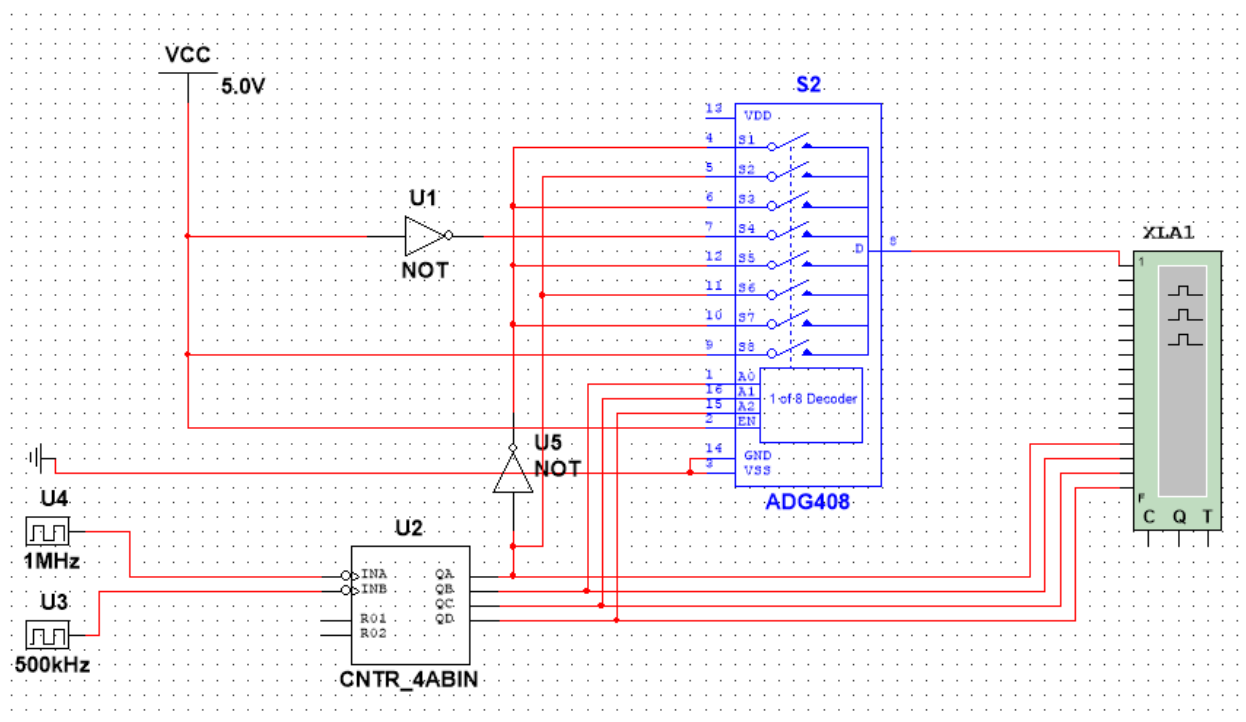 VCC
5.0V
S2
13 VDD
4 S1
5 S2
6 S3
7 S4
12 S5
11 S6
10 S7
9 S8
D 8
1 A0
16 A1
15 A2
2 EN
1 of 8 Decoder
14 GND
3 VSS
ADG408
U1
NOT
U5
NOT
XLA1
1
F
C Q T
U4
1MHz
U3
500kHz
U2
INA QA
INB QB
QC
R01 QD
R02
CNTR_4ABIN